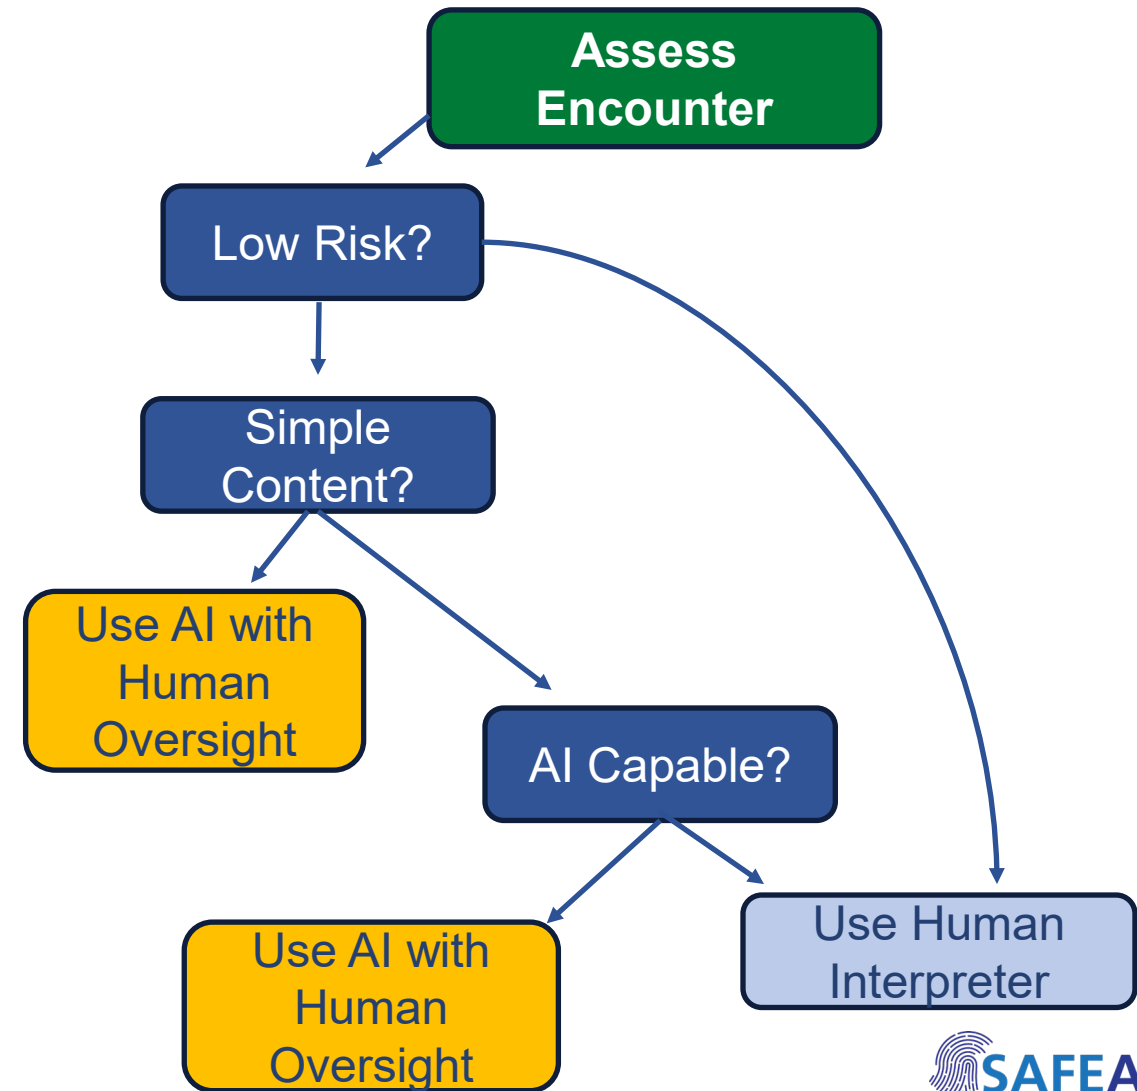 Assess
Encounter
Low Risk?
Simple
Content?
Use AI with
Human
Oversight
AI Capable?
Use AI with
Human
Oversight
Use Human
Interpreter
SAFEA